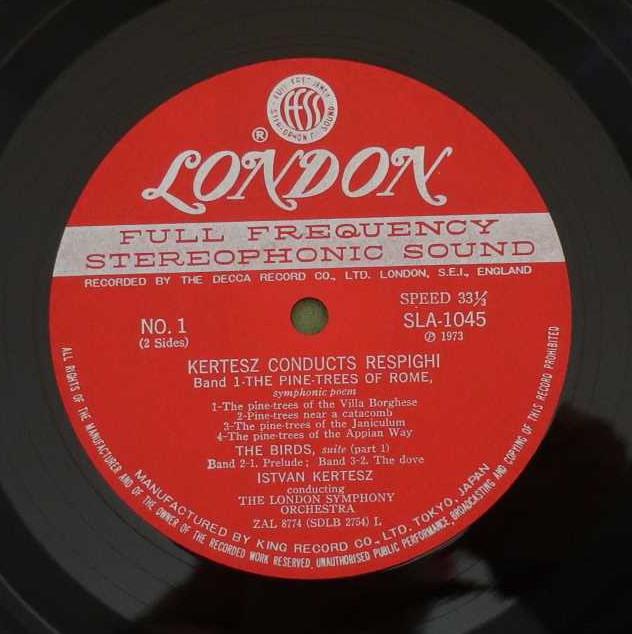 FULL FREQUENCY
FFSS
STEREOPHONIC SOUND
®
LONDON
FULL FREQUENCY
STEREOPHONIC SOUND
RECORDED BY THE DECCA RECORD CO., LTD. LONDON, S.E.I., ENGLAND
NO. 1
(2 Sides)
SPEED 33⅓
SLA-1045
℗ 1973
KERTESZ CONDUCTS RESPIGHI
Band 1-THE PINE-TREES OF ROME,
symphonic poem
1-The pine-trees of the Villa Borghese
2-Pine-trees near a catacomb
3-The pine-trees of the Janiculum
4-The pine-trees of the Appian Way
THE BIRDS, suite (part 1)
Band 2-1. Prelude ; Band 3-2. The dove
ISTVAN KERTESZ
conducting
THE LONDON SYMPHONY
ORCHESTRA
ZAL 8774 (SDLB 2754) L
MANUFACTURED BY KING RECORD CO., LTD. TOKYO, JAPAN
ALL RIGHTS OF THE MANUFACTURER AND OF THE OWNER OF THE RECORDED WORK RESERVED. UNAUTHORISED PUBLIC PERFORMANCE, BROADCASTING AND COPYING OF THIS RECORD PROHIBITED